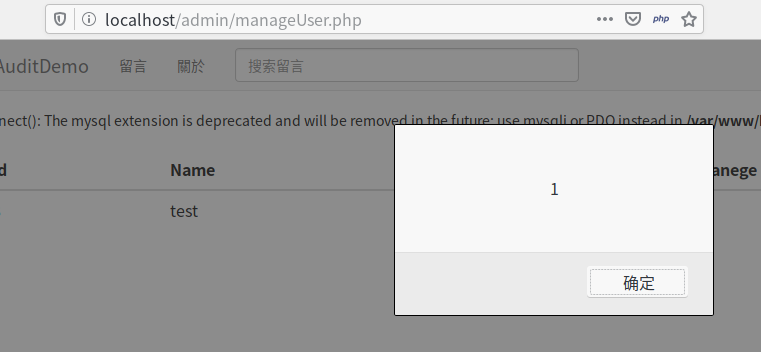 localhost/admin/manageUser.php
php
AuditDemo 留言 關於 搜索留言
nect(): The mysql extension is deprecated and will be removed in the future: use mysqli or PDO instead in /var/www/
d Name anege
test
1
确定